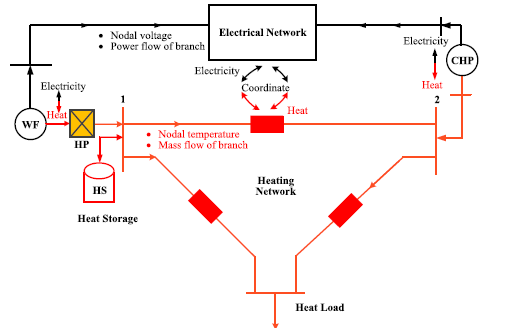 • Nodal voltage
• Power flow of branch
Electrical Network
Electricity
CHP
Electricity
Coordinate
Heat
Electricity
Heat
WF
Heat
HP
1
2
• Nodal temperature
• Mass flow of branch
HS
Heat Storage
Heating
Network
Heat Load